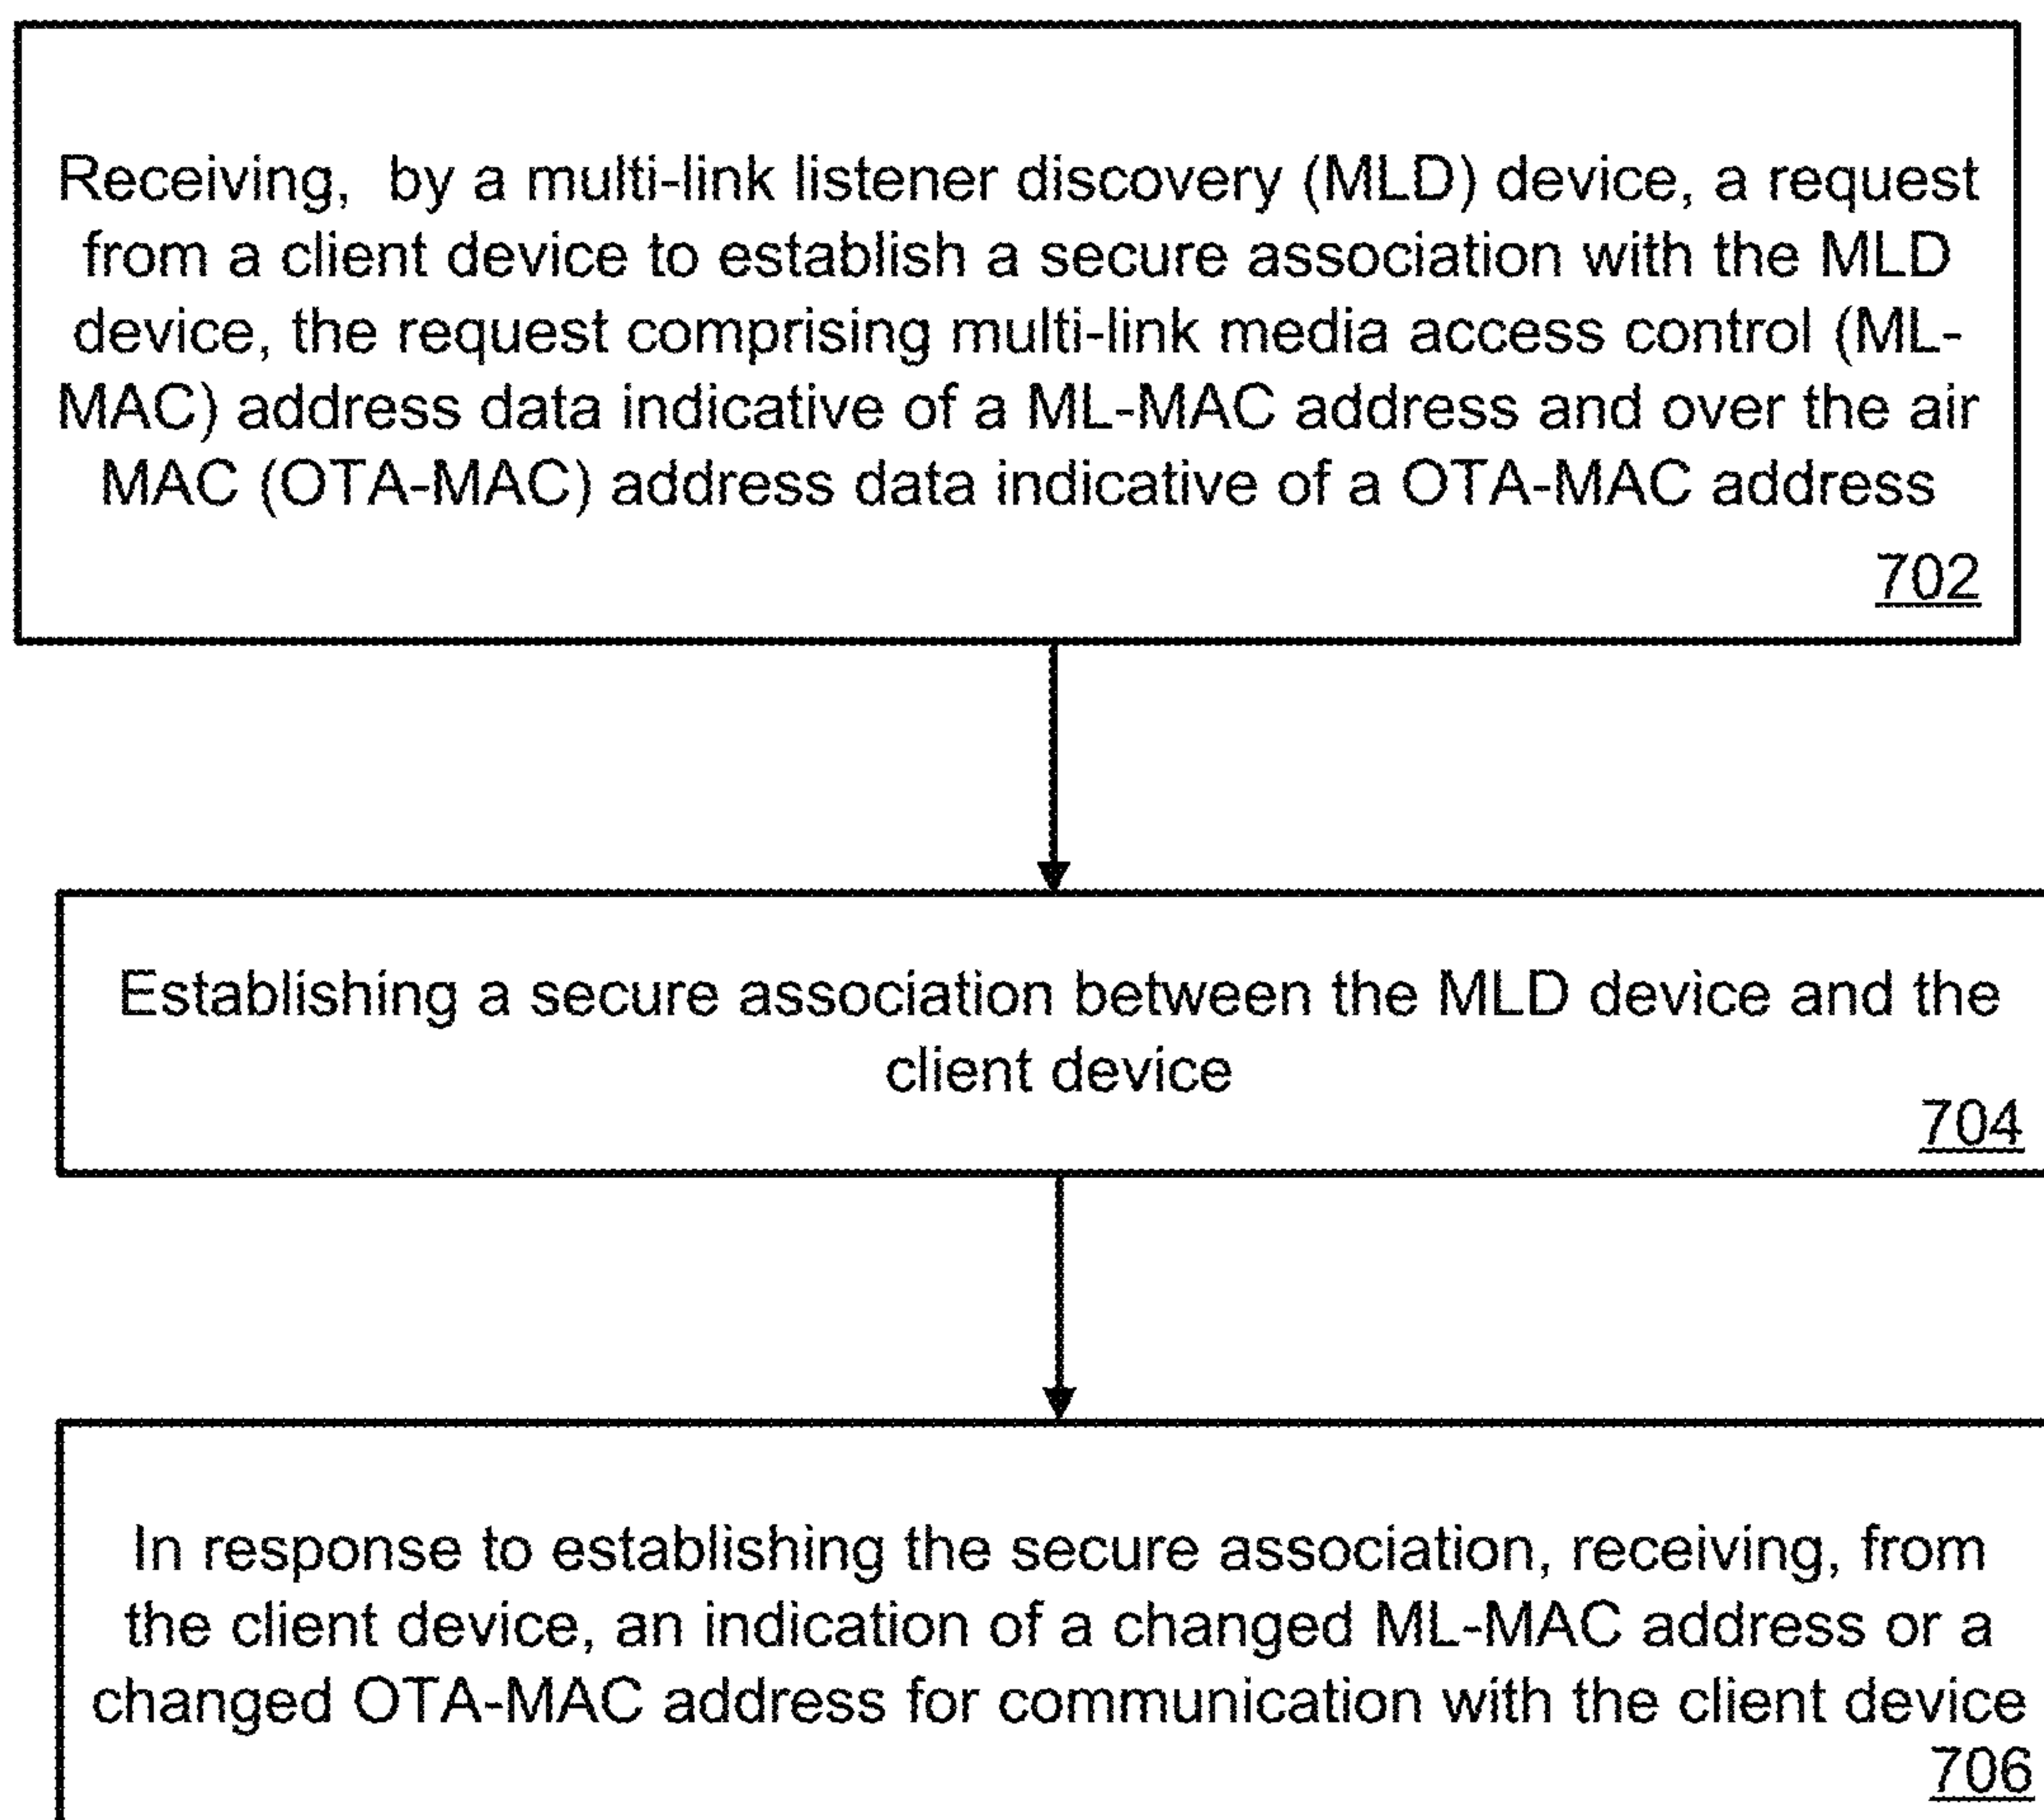 Receiving, by a multi-link listener discovery (MLD) device, a request
from a client device to establish a secure association with the MLD
device, the request comprising multi-link media access control (ML-
MAC) address data indicative of a ML-MAC address and over the air
MAC (OTA-MAC) address data indicative of a OTA-MAC address
702
Establishing a secure association between the MLD device and the
client device
704
In response to establishing the secure association, receiving, from
the client device, an indication of a changed ML-MAC address or a
changed OTA-MAC address for communication with the client device
706